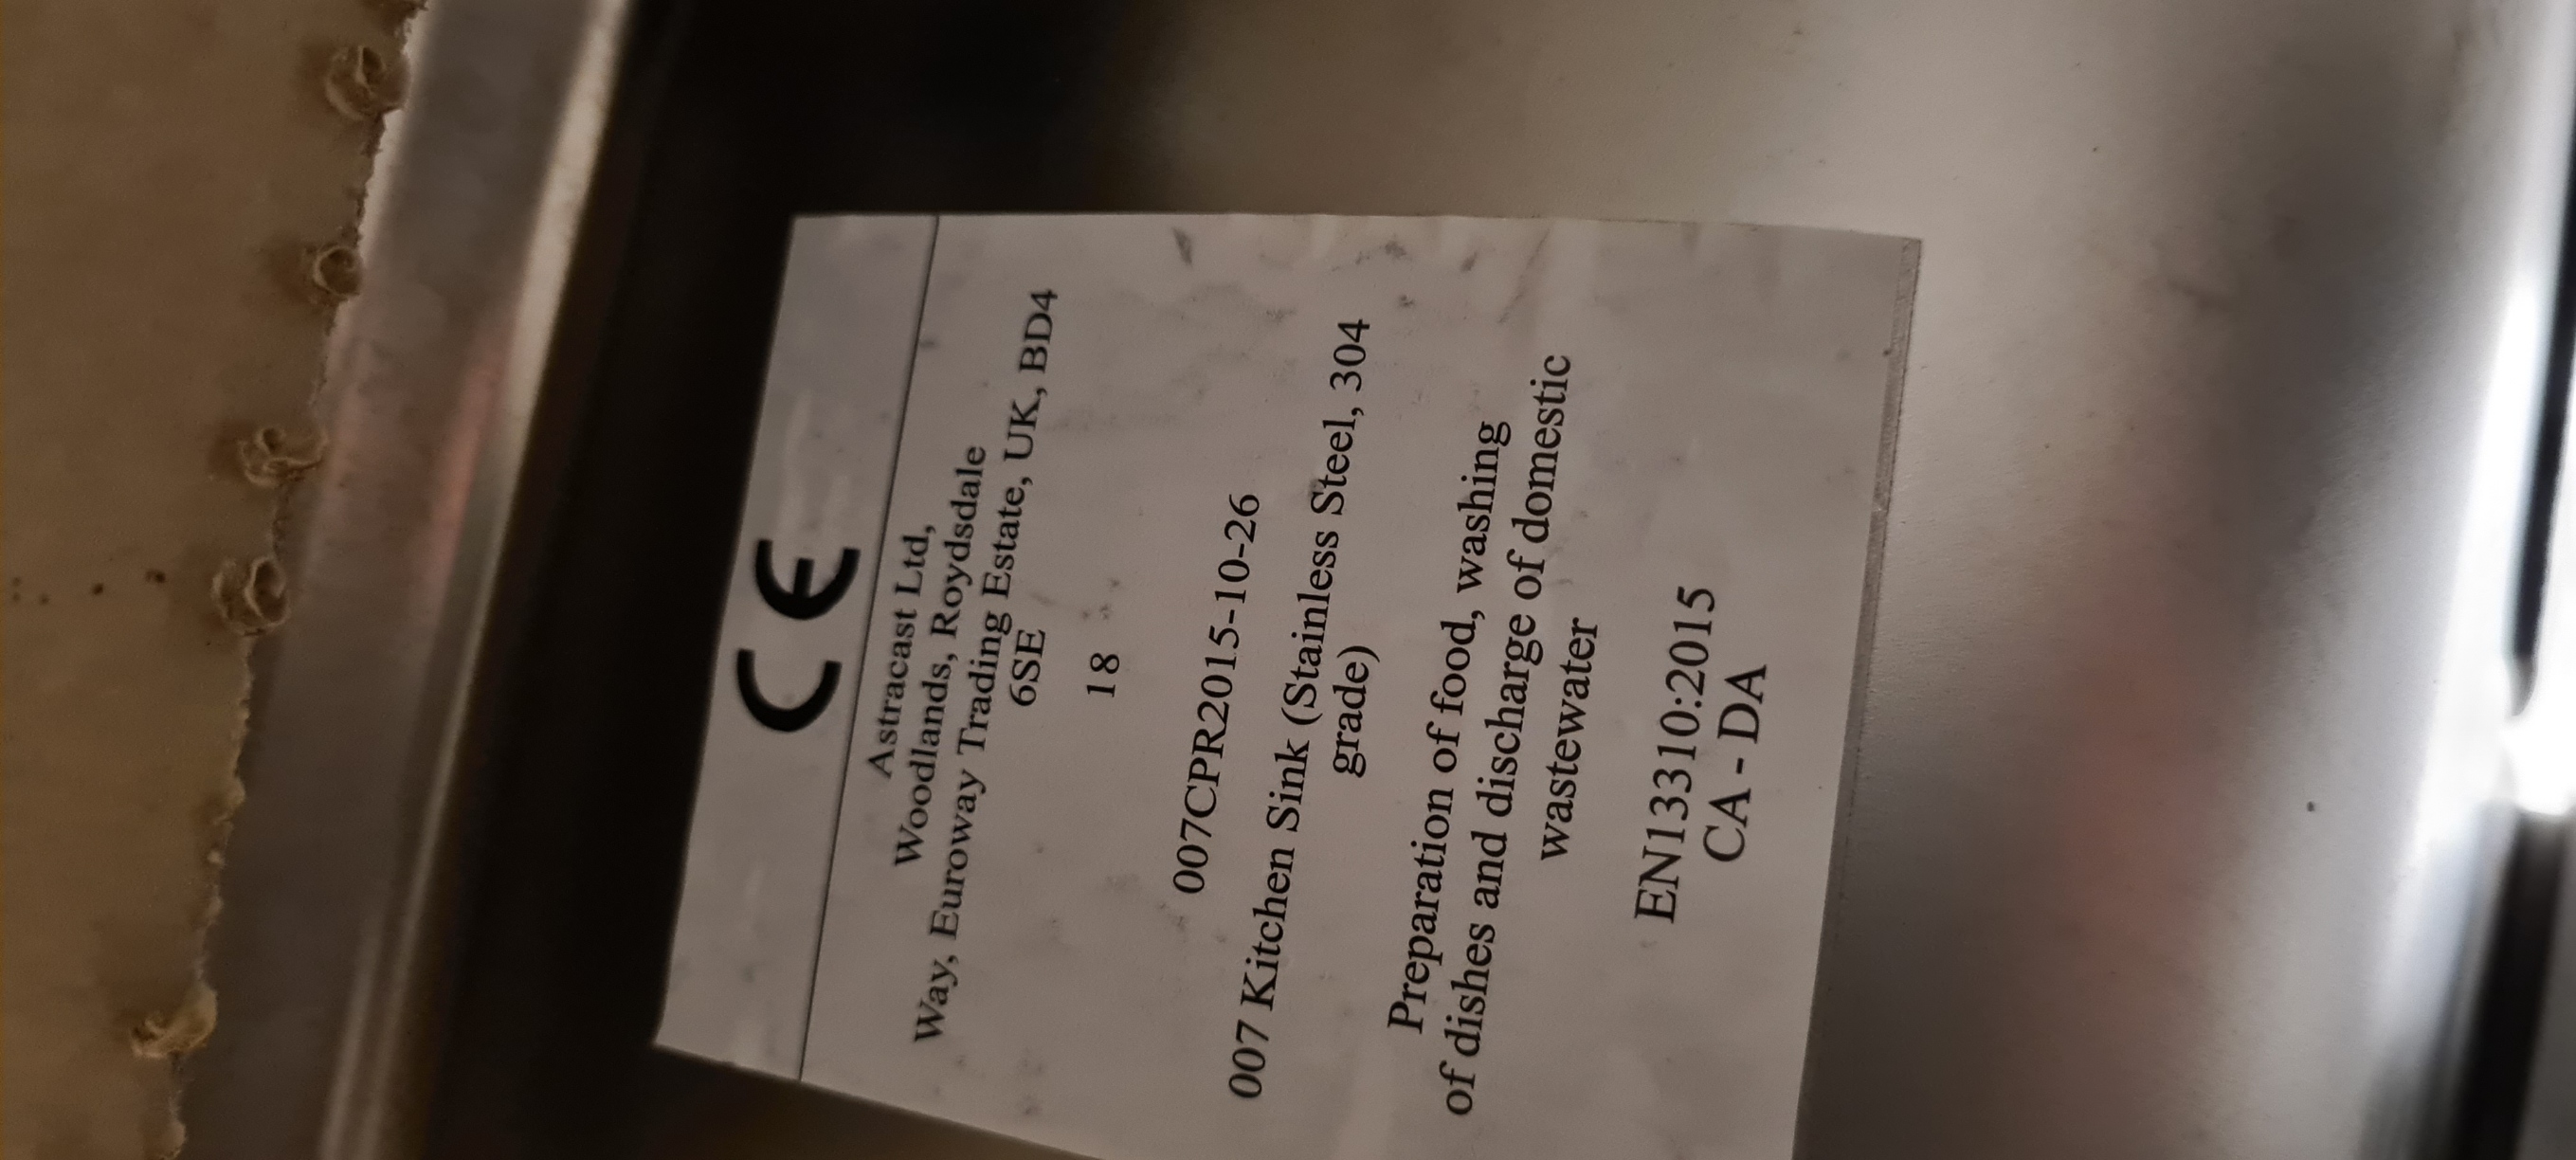 CE
Astracast Ltd,
Woodlands, Roydsdale
Way, Euroway Trading Estate, UK, BD4
6SE
18
007CPR2015-10-26
007 Kitchen Sink (Stainless Steel, 304
grade)
Preparation of food, washing
of dishes and discharge of domestic
wastewater
EN13310:2015
CA - DA